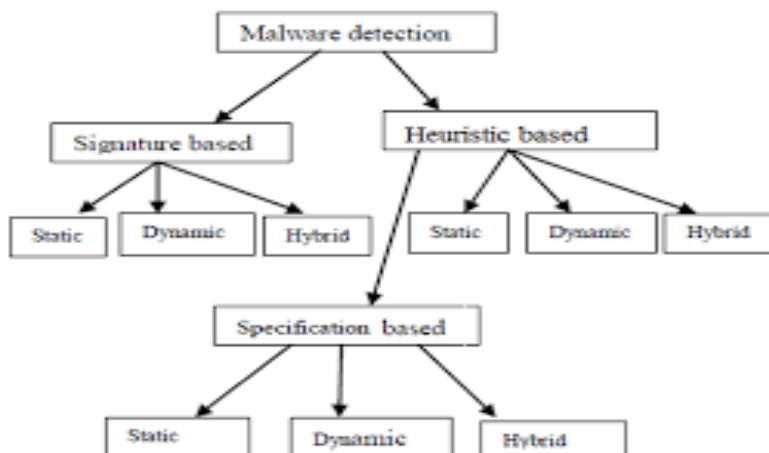 Malware detection
Signature based
Heuristic based
Static
Dynamic
Hybrid
Static
Dynamic
Hybrid
Specification based
Static
Dynamic
Hybrid